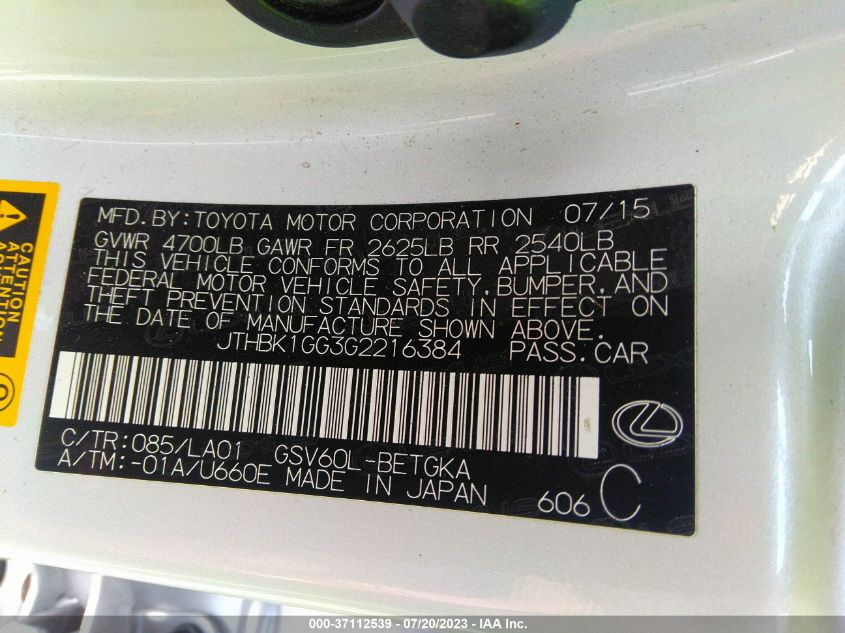 MFD. BY: TOYOTA MOTOR CORPORATION 07/15
GVWR 4700LB GAWR FR 2625LB RR 2540LB
THIS VEHICLE CONFORMS TO ALL APPLICABLE
FEDERAL MOTOR VEHICLE SAFETY, BUMPER, AND
THEFT PREVENTION STANDARDS IN EFFECT ON
THE DATE OF MANUFACTURE SHOWN ABOVE.
JTHBK1GG3G2216384 PASS. CAR
C/TR: 085/LA01 GSV60L-BETGKA
A/TM: -01A/U660E MADE IN JAPAN 606 C
CAUTION
ATTENTION
000-37112539 - 07/20/2023 - IAA Inc.